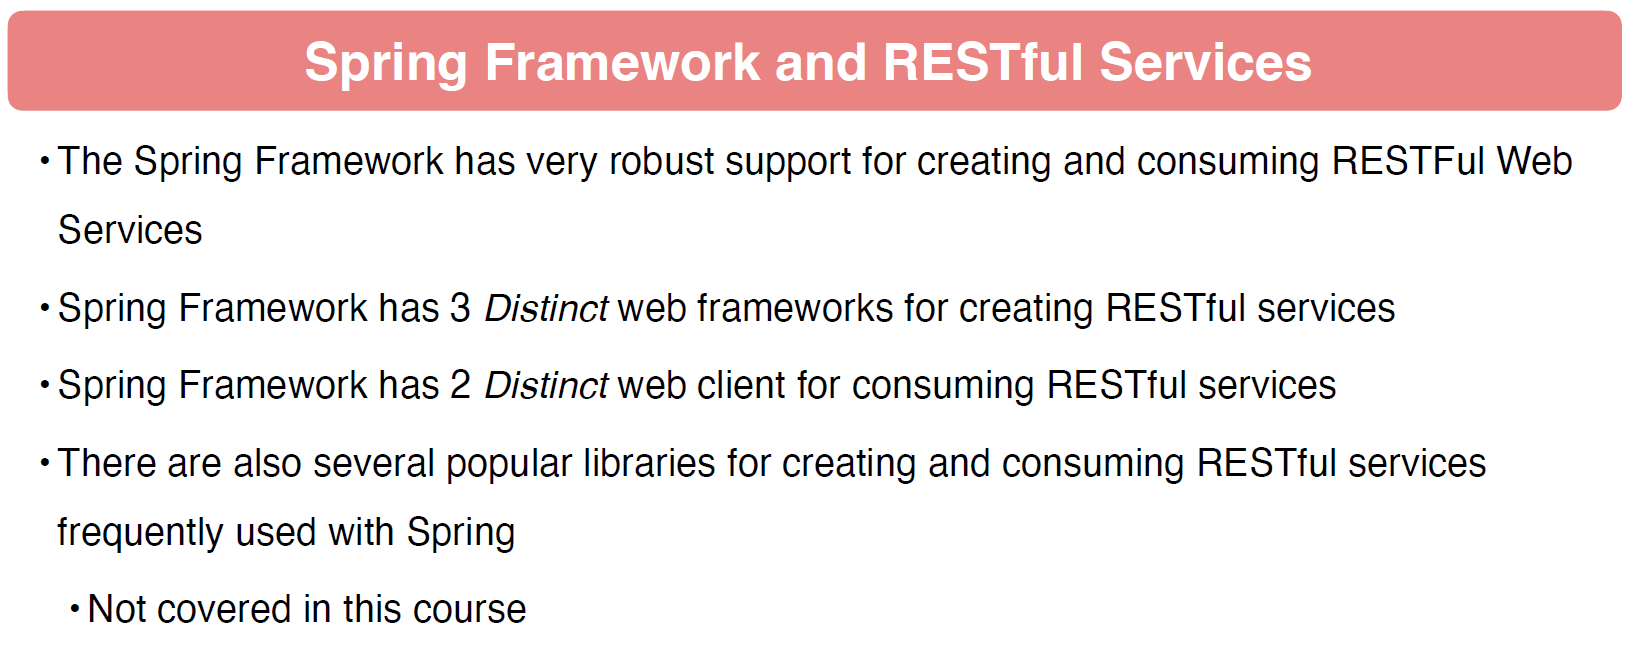 Spring Framework and RESTful Services
• The Spring Framework has very robust support for creating and consuming RESTFul Web
Services
• Spring Framework has 3 Distinct web frameworks for creating RESTful services
• Spring Framework has 2 Distinct web client for consuming RESTful services
• There are also several popular libraries for creating and consuming RESTful services
frequently used with Spring
• Not covered in this course